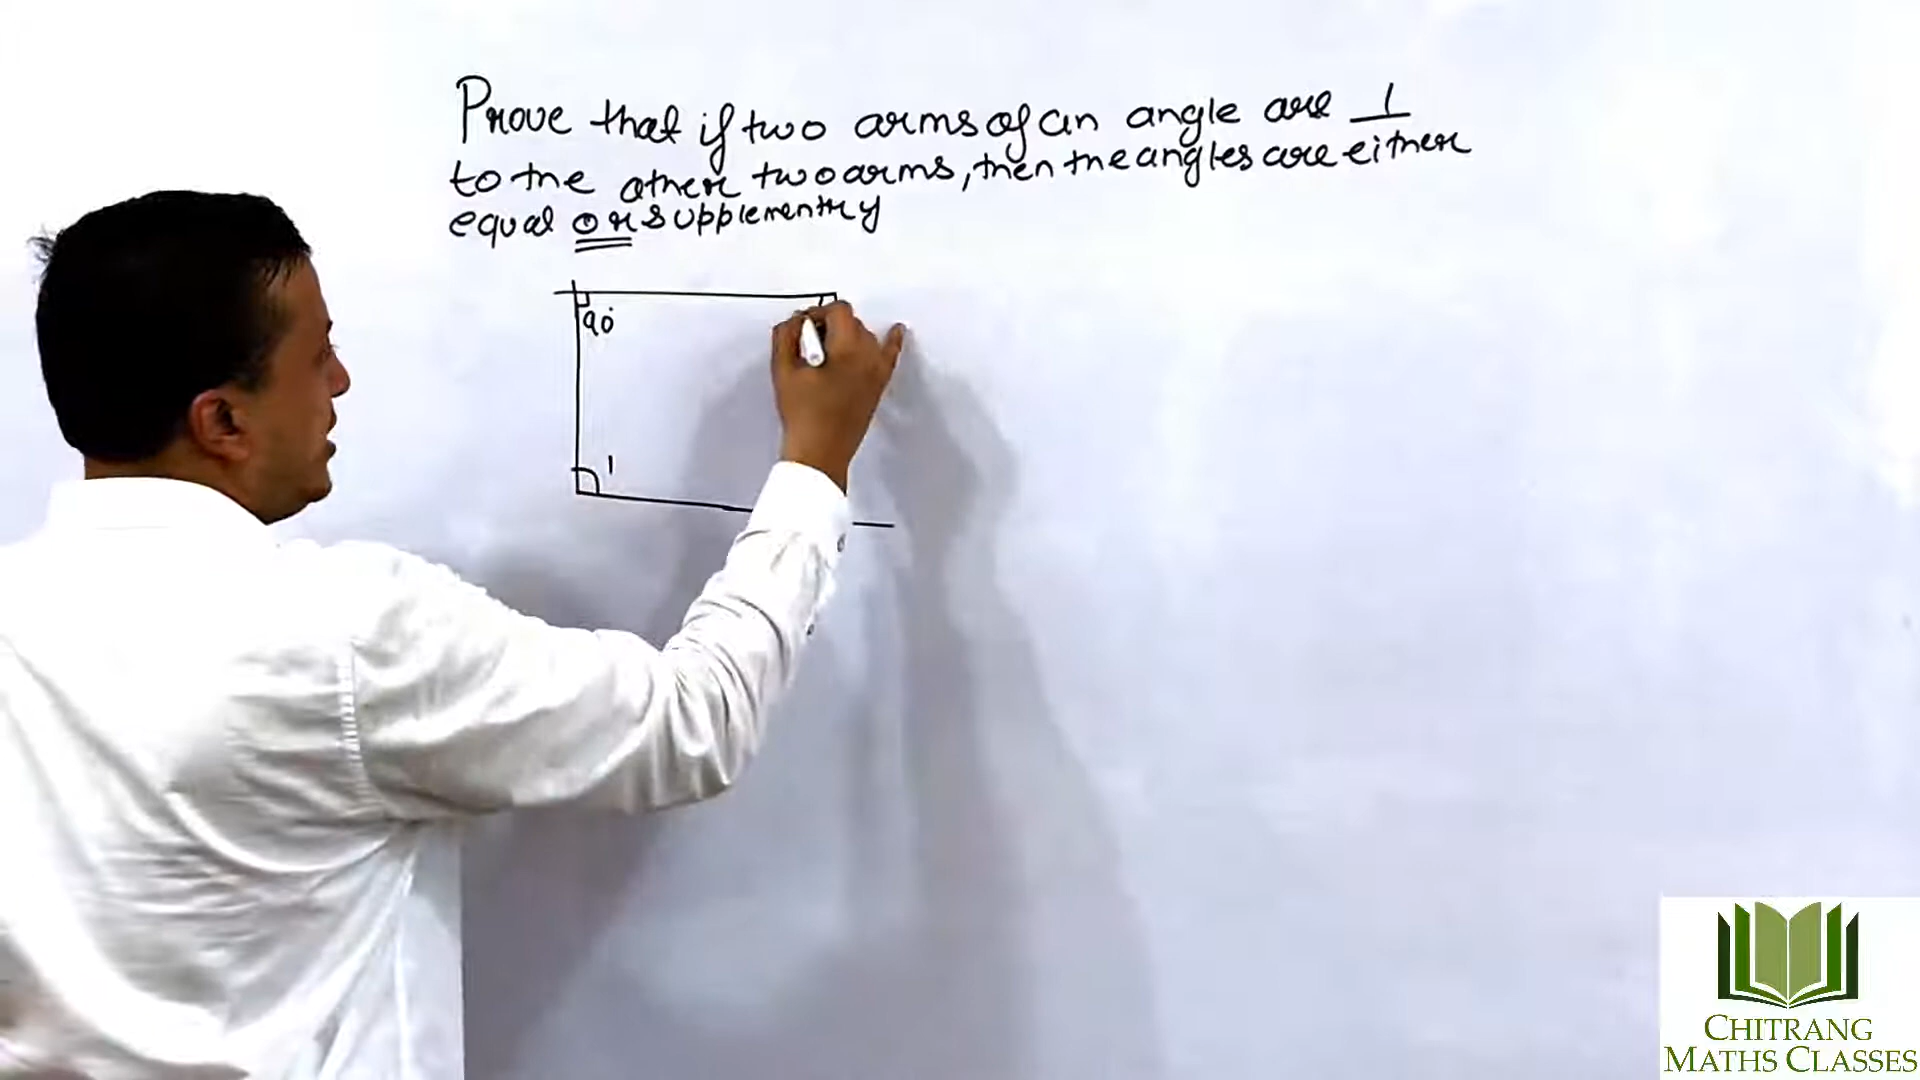 Prove that if two arms of an angle are ⊥
to the other two arms, then the angles are either
equal or supplementry
90°
1
CHITRANG
MATHS CLASSES